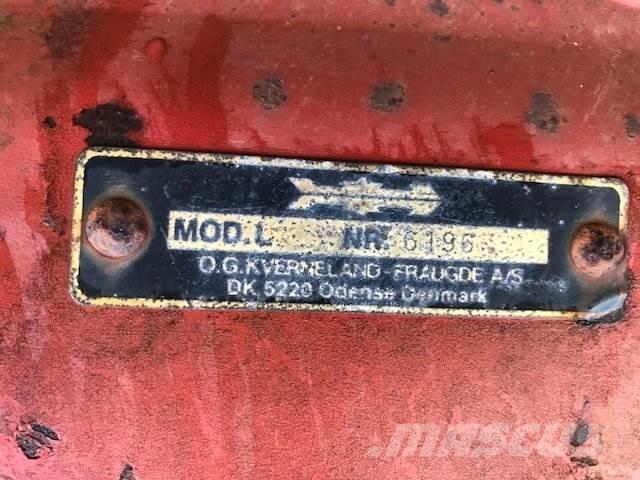 MOD. L NR. 6196
O.G. KVERNELAND-FRAUGDE A/S
DK 5220 Odense Denmark
mascus